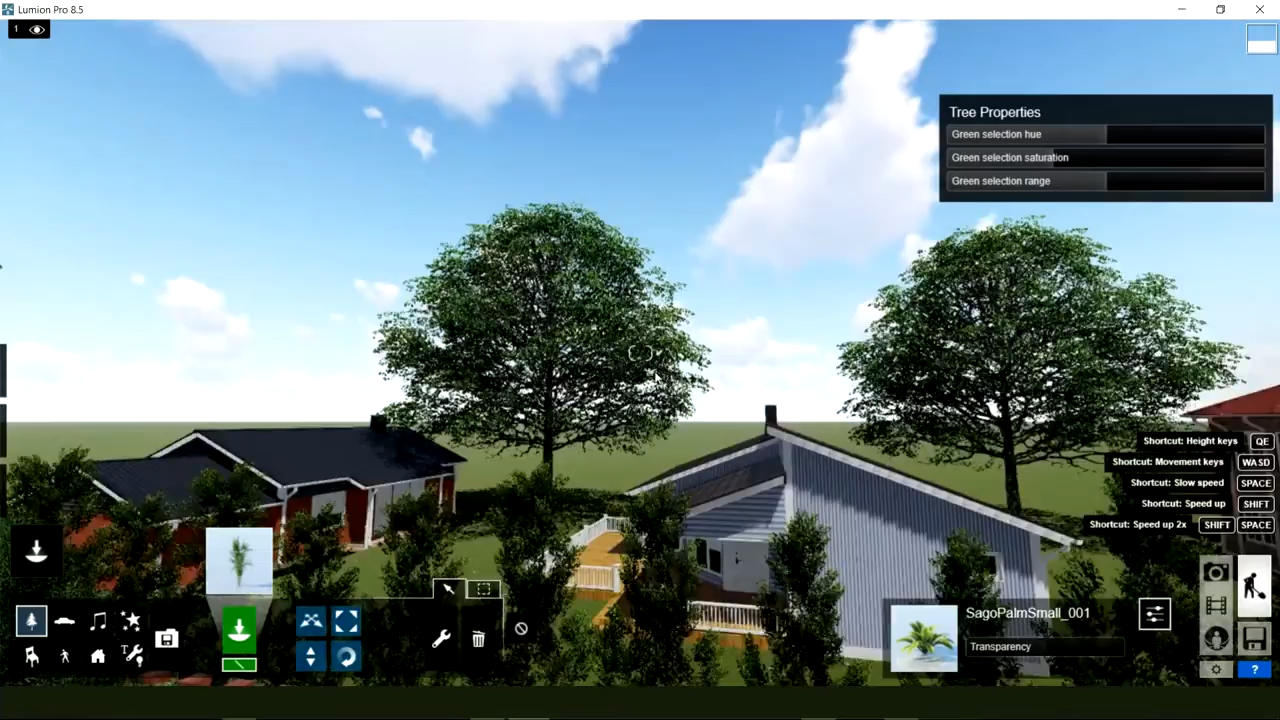 Lumion Pro 8.5
1
Tree Properties
Green selection hue
Green selection saturation
Green selection range
Shortcut: Height keys QE
Shortcut: Movement keys WASD
Shortcut: Slow speed SPACE
Shortcut: Speed up SHIFT
Shortcut: Speed up 2x SHIFT SPACE
SagoPalmSmall_001
Transparency
T
?